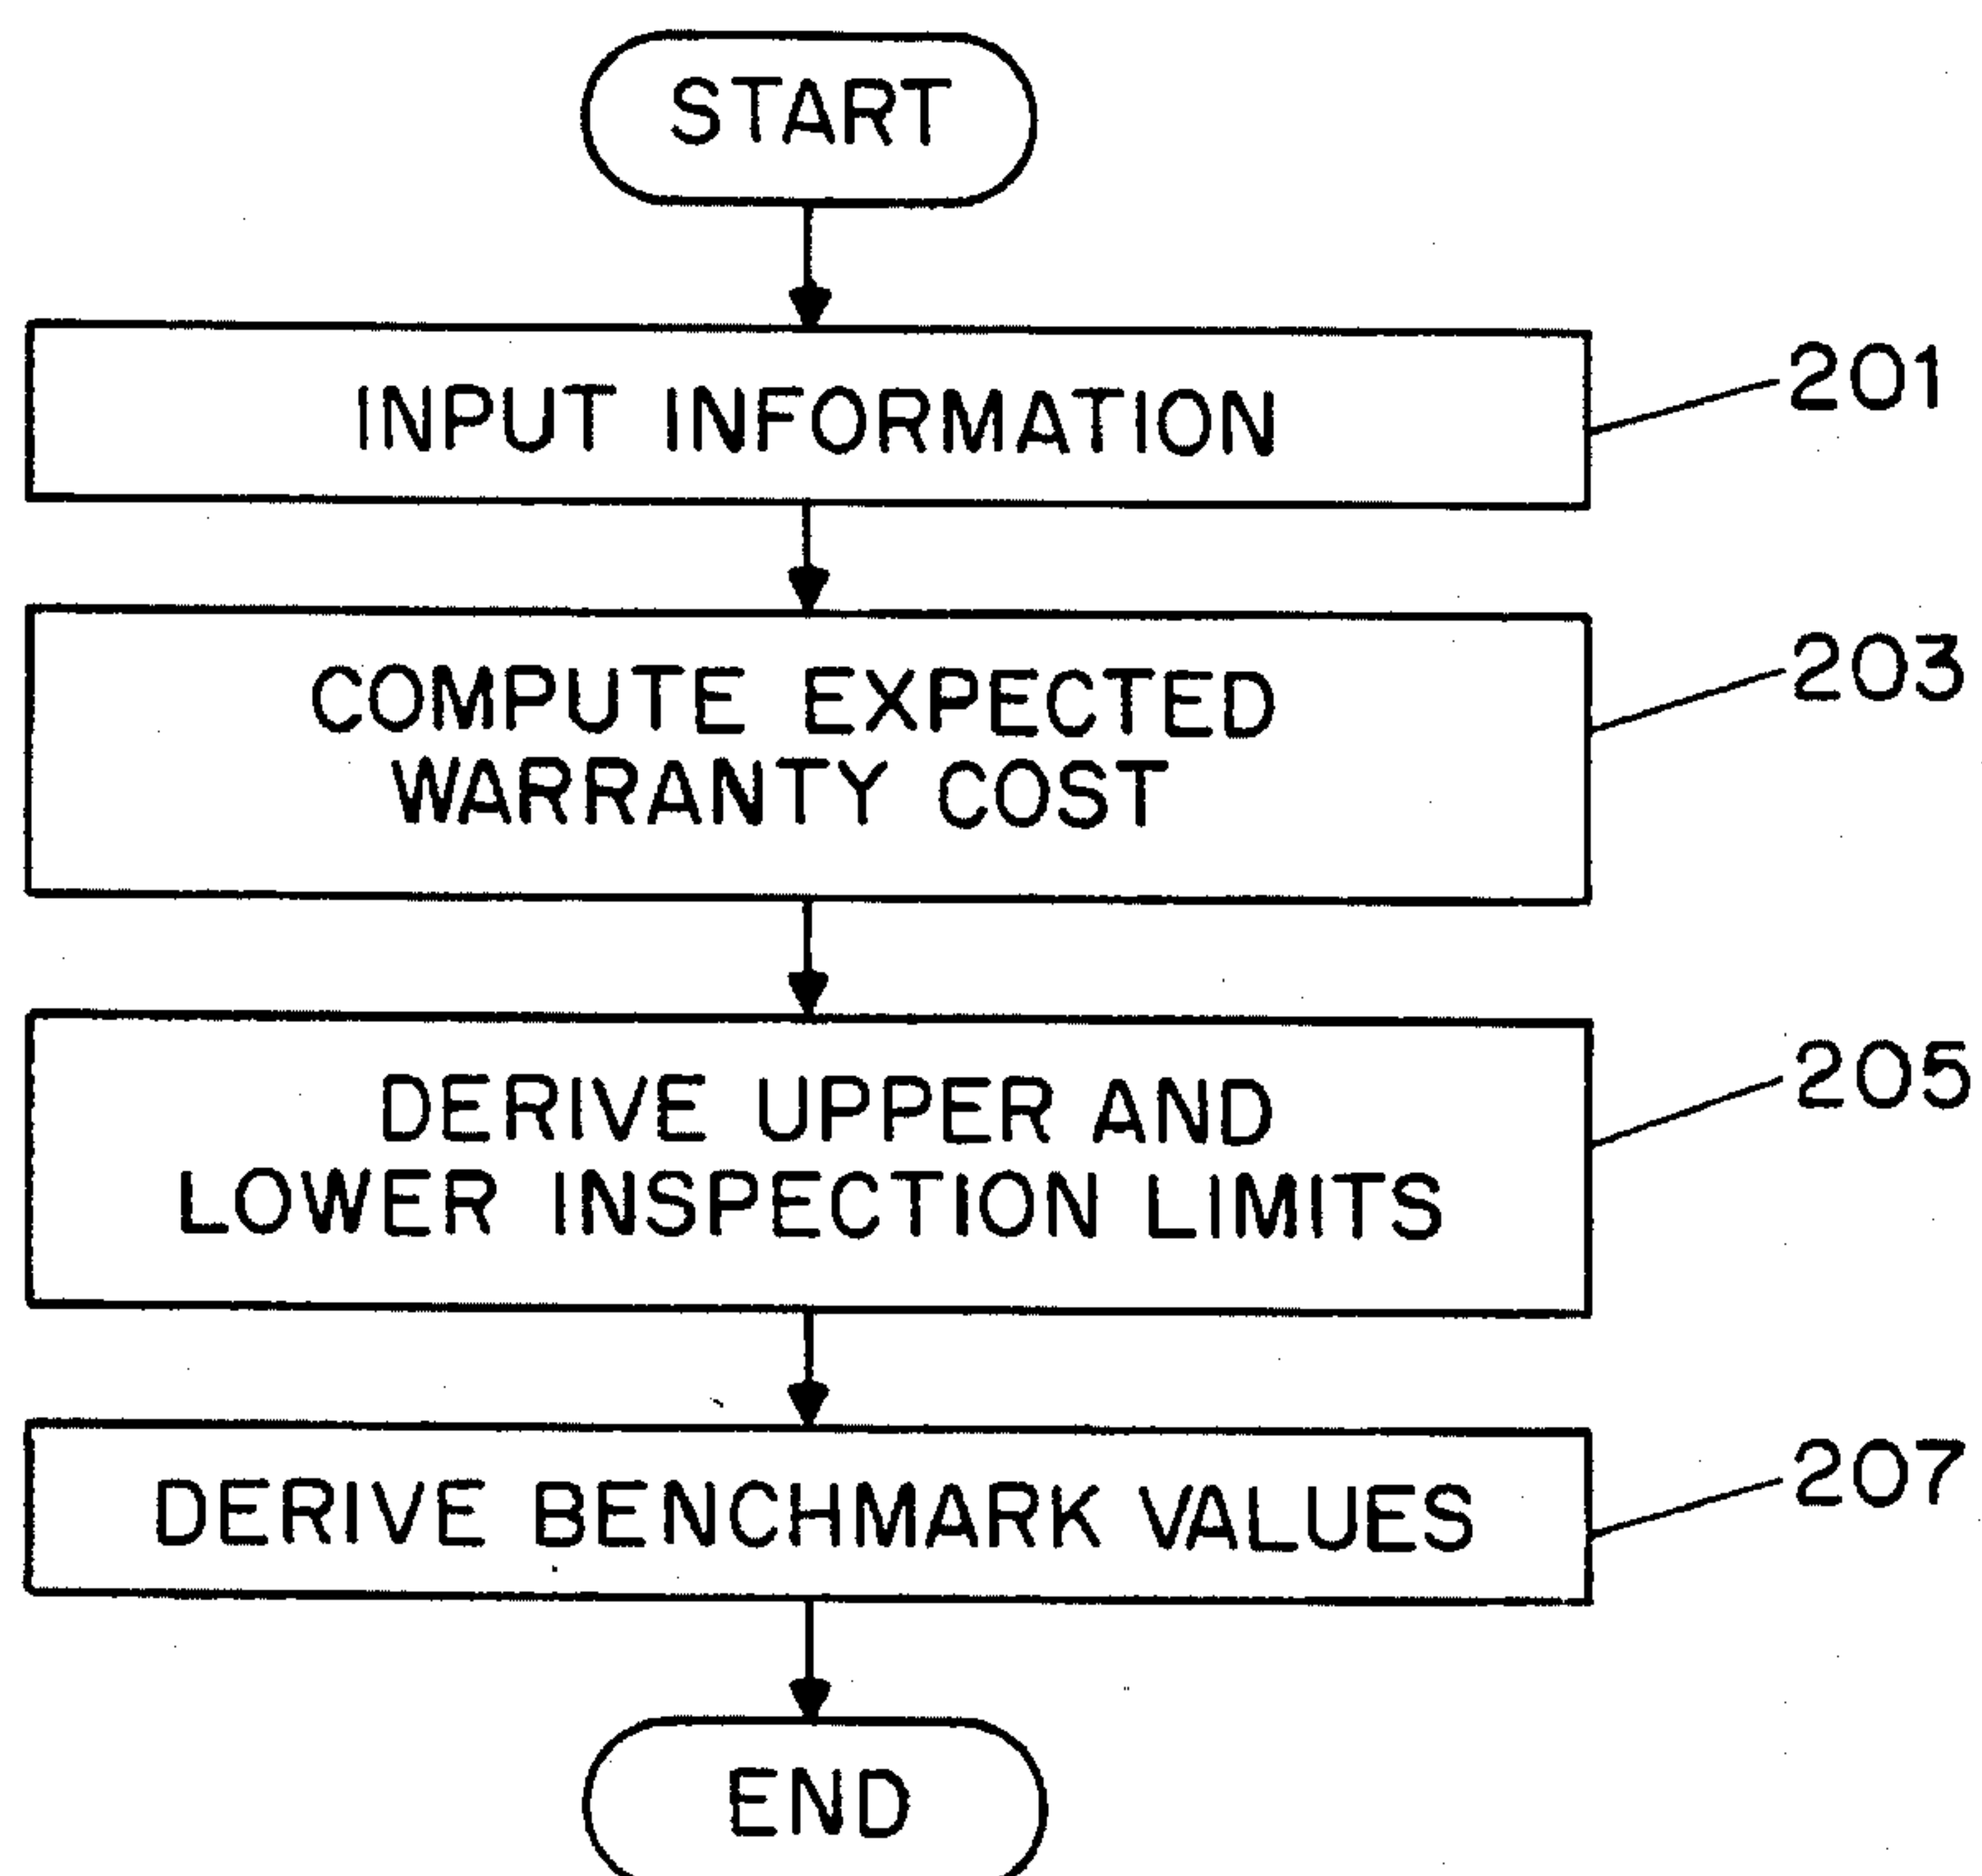 START
INPUT INFORMATION
201
COMPUTE EXPECTED
WARRANTY COST
203
DERIVE UPPER AND
LOWER INSPECTION LIMITS
205
DERIVE BENCHMARK VALUES
207
END